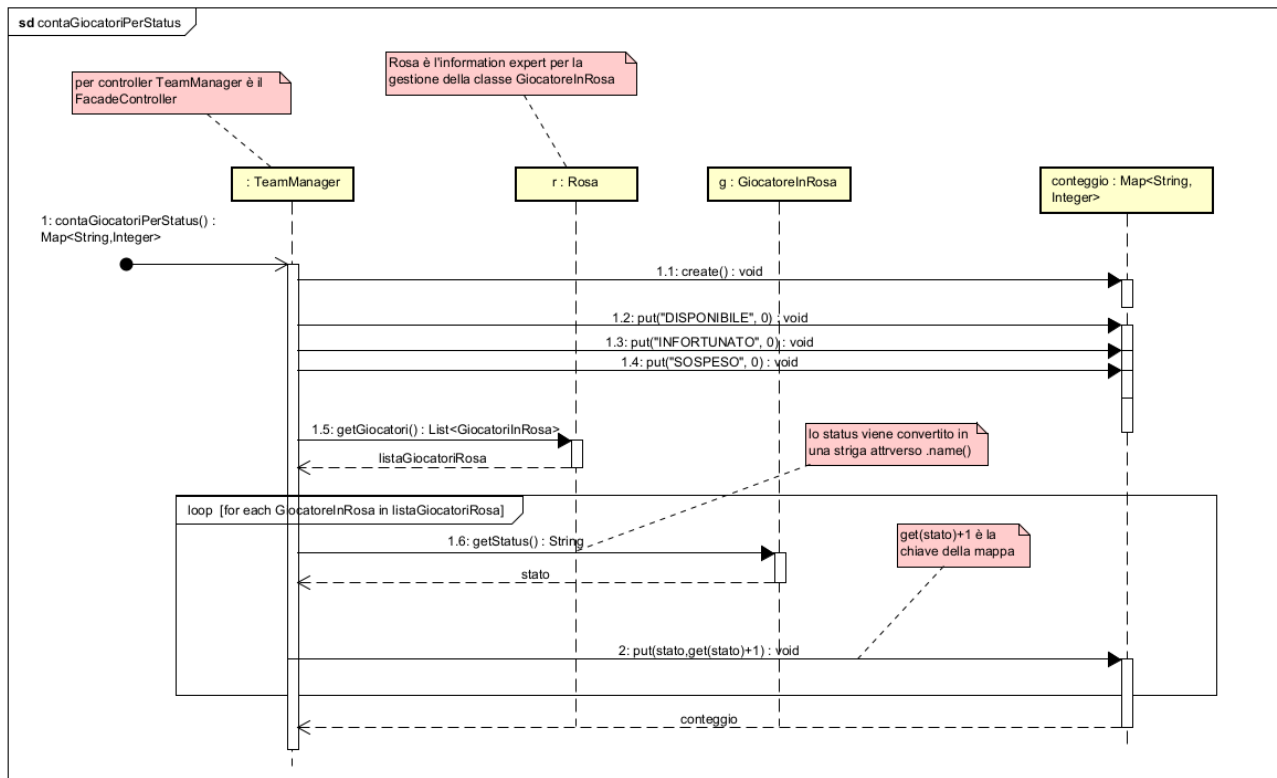 sd contaGiocatoriPerStatus
per controller TeamManager è il
FacadeController
Rosa è l'information expert per la
gestione della classe GiocatoreInRosa
: TeamManager
r : Rosa
g : GiocatoreInRosa
conteggio : Map<String,
Integer>
1: contaGiocatoriPerStatus() :
Map<String,Integer>
1.1: create() : void
1.2: put("DISPONIBILE", 0) : void
1.3: put("INFORTUNATO", 0) : void
1.4: put("SOSPESO", 0) : void
1.5: getGiocatori() : List<GiocatoriInRosa>
listaGiocatoriRosa
lo status viene convertito in
una striga attrverso .name()
loop [for each GiocatoreInRosa in listaGiocatoriRosa]
1.6: getStatus() : String
stato
get(stato)+1 è la
chiave della mappa
2: put(stato,get(stato)+1) : void
conteggio